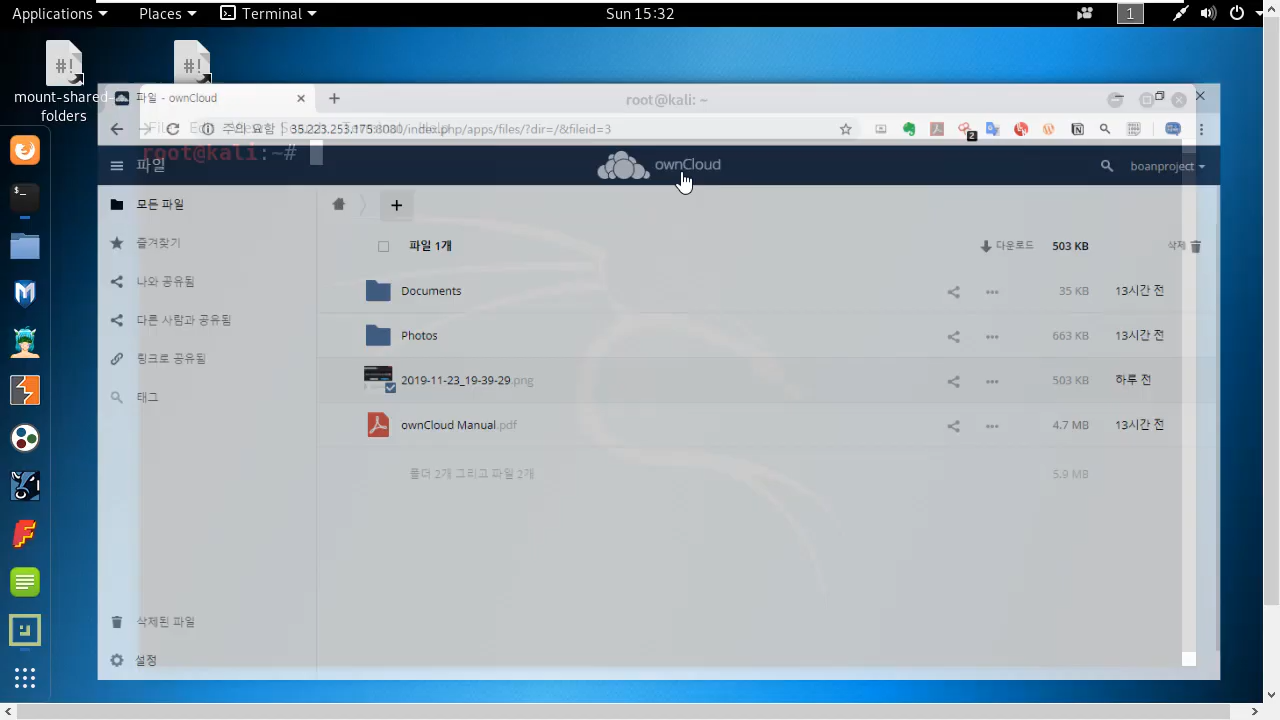 Applications Places Terminal Sun 15:32 1
#! #!
mount-shared-
folders
파일 - ownCloud root@kali: ~
File Edit View Search Terminal Help
주의 요함 35.223.253.175:8080/index.php/apps/files/?dir=/&fileid=3 2
root@kali:~#
파일 ownCloud boanproject
모든 파일
즐겨찾기
나와 공유됨
다른 사람과 공유됨
링크로 공유됨
태그
파일 1개 다운로드 503 KB 삭제
Documents 35 KB 13시간 전
Photos 663 KB 13시간 전
2019-11-23_19-39-29.png 503 KB 하루 전
ownCloud Manual.pdf 4.7 MB 13시간 전
폴더 2개 그리고 파일 2개 5.9 MB
삭제된 파일
설정